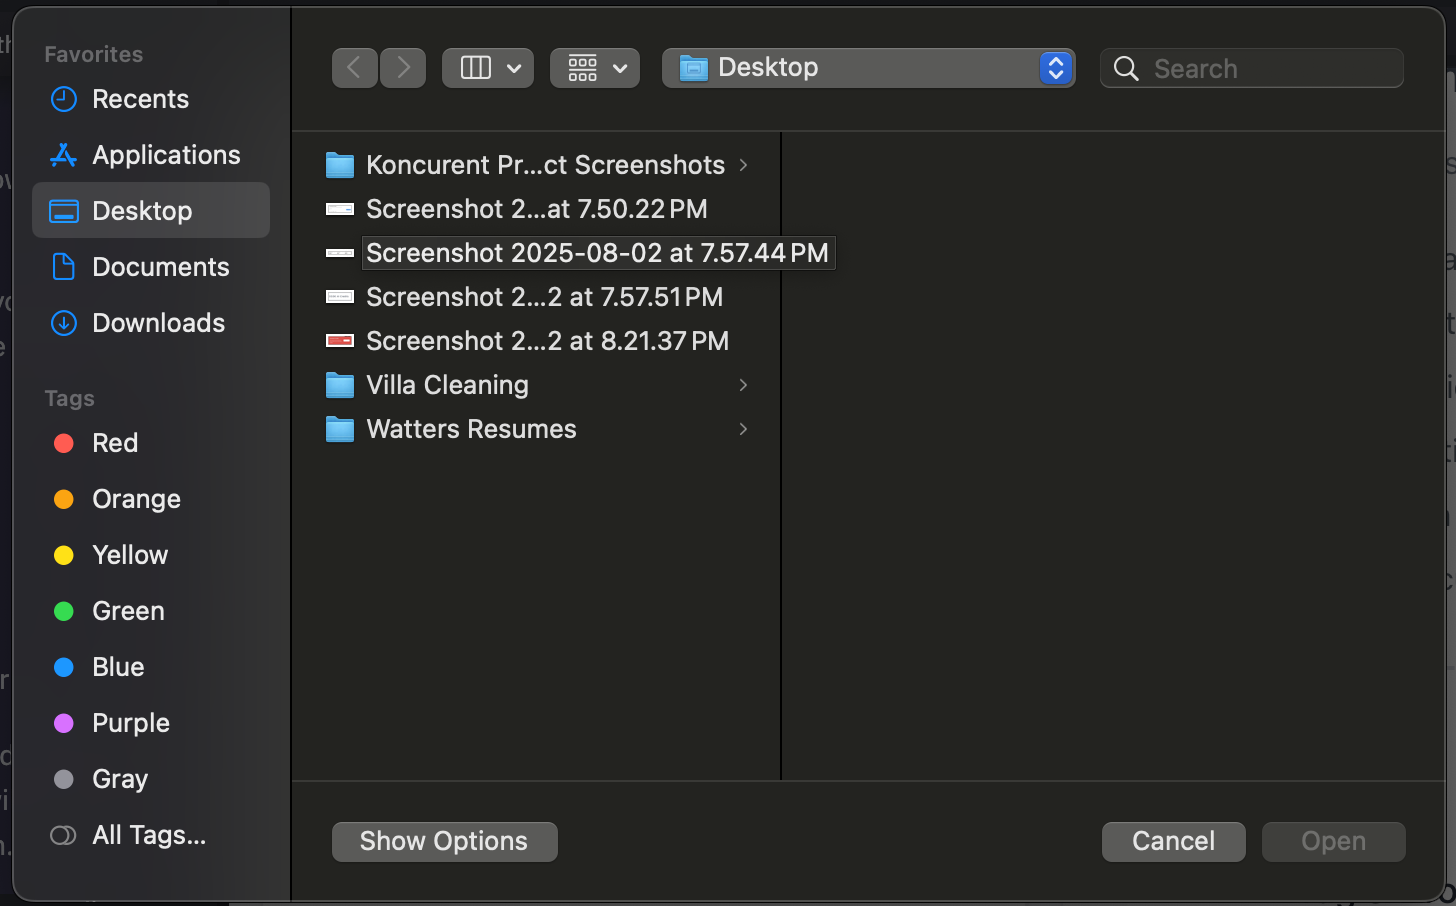 Favorites
Recents
Applications
Desktop
Documents
Downloads
Tags
Red
Orange
Yellow
Green
Blue
Purple
Gray
All Tags...
Desktop
Search
Koncurent Pr...ct Screenshots
Screenshot 2...at 7.50.22 PM
Screenshot 2025-08-02 at 7.57.44 PM
Screenshot 2...2 at 7.57.51 PM
Screenshot 2...2 at 8.21.37 PM
Villa Cleaning
Watters Resumes
Show Options
Cancel
Open